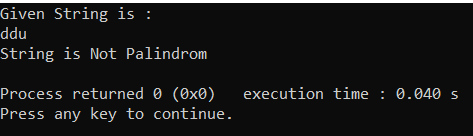 Given String is :
ddu
String is Not Palindrom
Process returned 0 (0x0)   execution time : 0.040 s
Press any key to continue.